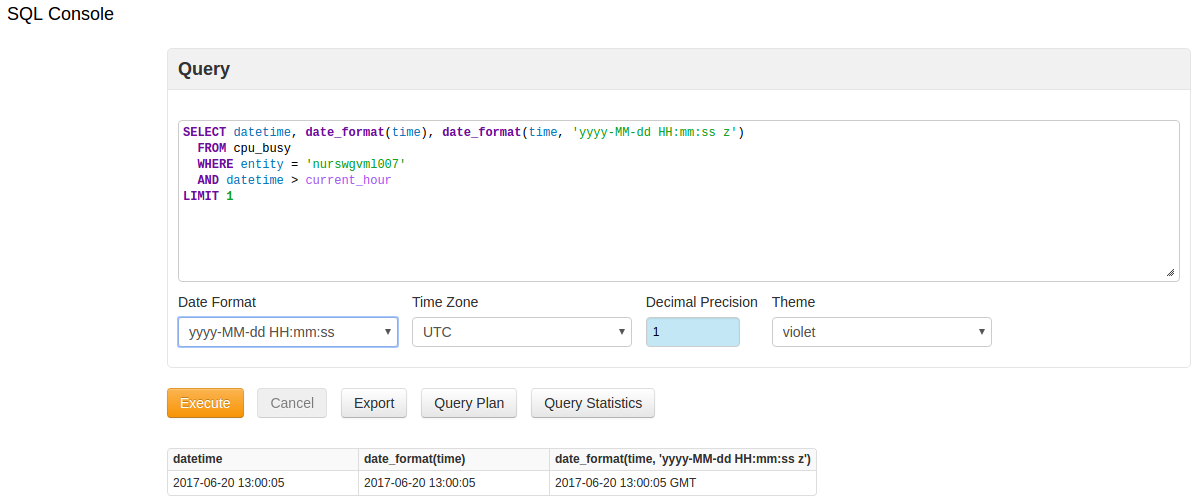 SQL Console
Query
SELECT datetime, date_format(time), date_format(time, 'yyyy-MM-dd HH:mm:ss z')
FROM cpu_busy
WHERE entity = 'nurswgvml007'
AND datetime > current_hour
LIMIT 1
Date Format Time Zone Decimal Precision Theme
yyyy-MM-dd HH:mm:ss UTC 1 violet
Execute Cancel Export Query Plan Query Statistics
datetime date_format(time) date_format(time, 'yyyy-MM-dd HH:mm:ss z')
2017-06-20 13:00:05 2017-06-20 13:00:05 2017-06-20 13:00:05 GMT